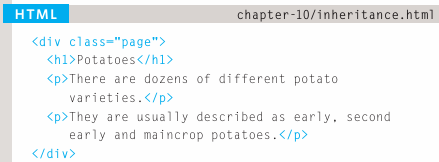 HTML chapter-10/inheritance.html
<div class="page">
<h1>Potatoes</h1>
<p>There are dozens of different potato
varieties.</p>
<p>They are usually described as early, second
early and maincrop potatoes.</p>
</div>